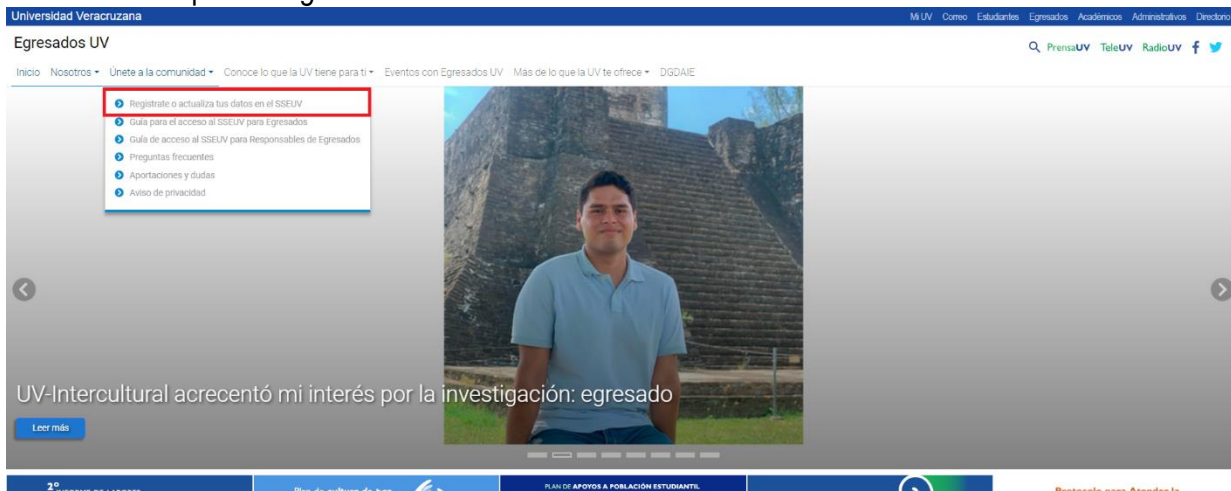 Universidad Veracruzana
Mi UV Correo Estudiantes Egresados Académicos Administrativos Directorio
Egresados UV
PrensaUV TeleUV RadioUV
Inicio Nosotros Únete a la comunidad Conoce lo que la UV tiene para ti Eventos con Egresados UV Más de lo que la UV te ofrece DGDAIE
Registrate o actualiza tus datos en el SSEUV
Guía para el acceso al SSEUV para Egresados
Guía de acceso al SSEUV para Responsables de Egresados
Preguntas frecuentes
Aportaciones y dudas
Aviso de privacidad
UV-Intercultural acrecentó mi interés por la investigación: egresado
Leer más
2º
PLAN DE APOYOS A POBLACIÓN ESTUDIANTIL